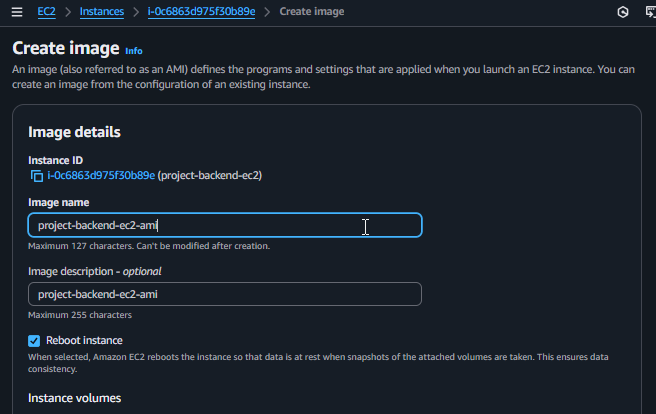 EC2 > Instances > i-0c6863d975f30b89e > Create image
Create image Info
An image (also referred to as an AMI) defines the programs and settings that are applied when you launch an EC2 instance. You can
create an image from the configuration of an existing instance.
Image details
Instance ID
i-0c6863d975f30b89e (project-backend-ec2)
Image name
project-backend-ec2-ami
Maximum 127 characters. Can't be modified after creation.
Image description - optional
project-backend-ec2-ami
Maximum 255 characters
Reboot instance
When selected, Amazon EC2 reboots the instance so that data is at rest when snapshots of the attached volumes are taken. This ensures data
consistency.
Instance volumes